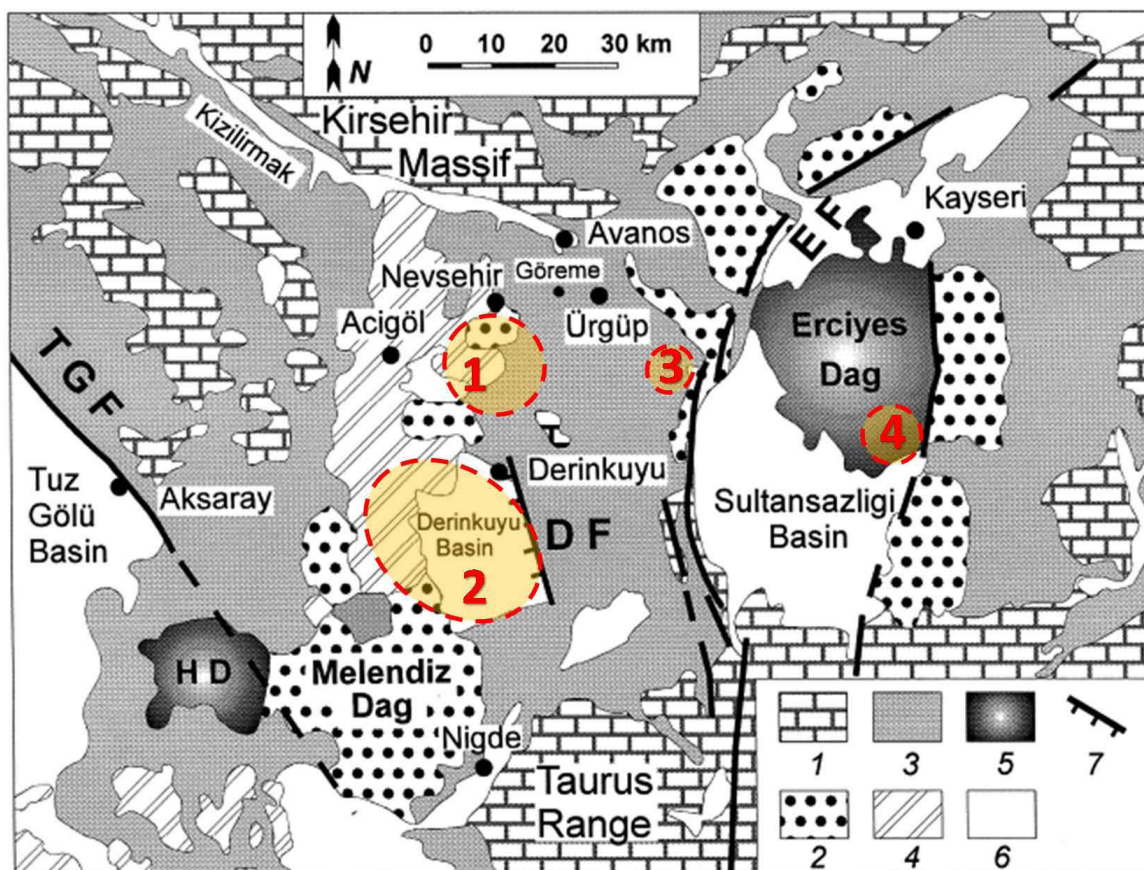 0 10 20 30 km
N
Kizilirmak
Kirsehir
Massif
Kayseri
E F
Avanos
Nevsehir
Göreme
Acigöl
Ürgüp
Erciyes
Dag
1
3
4
T G F
Derinkuyu
Tuz
Gölü
Basin
Aksaray
Derinkuyu
Basin
D F
Sultansazligi
Basin
2
H D
Melendiz
Dag
Nigde
Taurus
Range
1 3 5 7
2 4 6